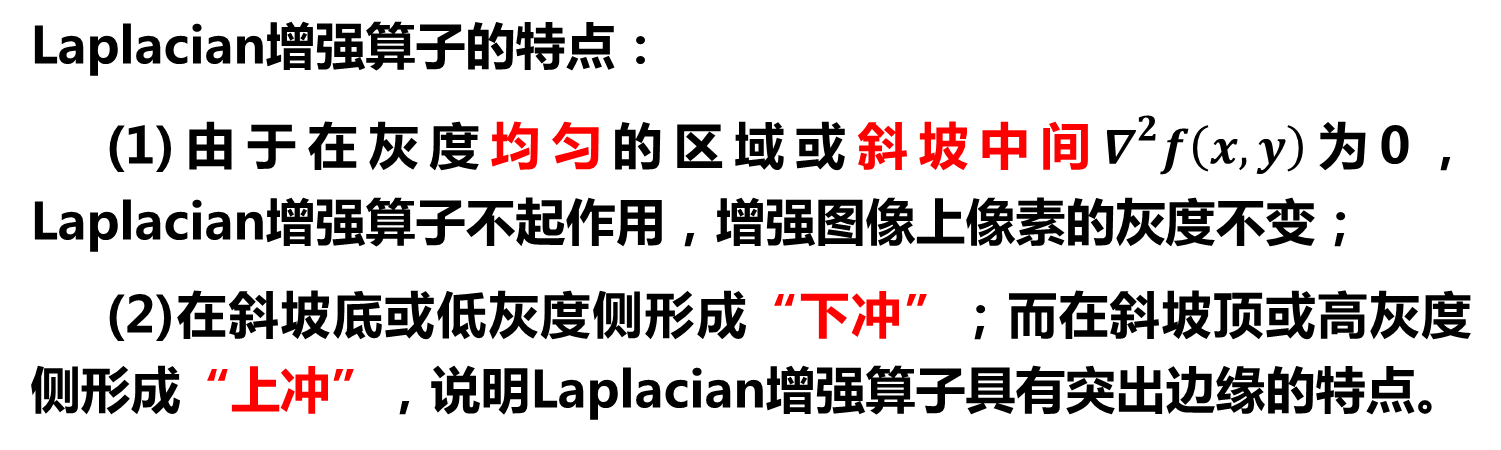 Laplacian增强算子的特点：
(1)由于在灰度均匀的区域或斜坡中间∇²f(x,y)为0，
Laplacian增强算子不起作用，增强图像上像素的灰度不变；
(2)在斜坡底或低灰度侧形成“下冲”；而在斜坡顶或高灰度
侧形成“上冲”，说明Laplacian增强算子具有突出边缘的特点。